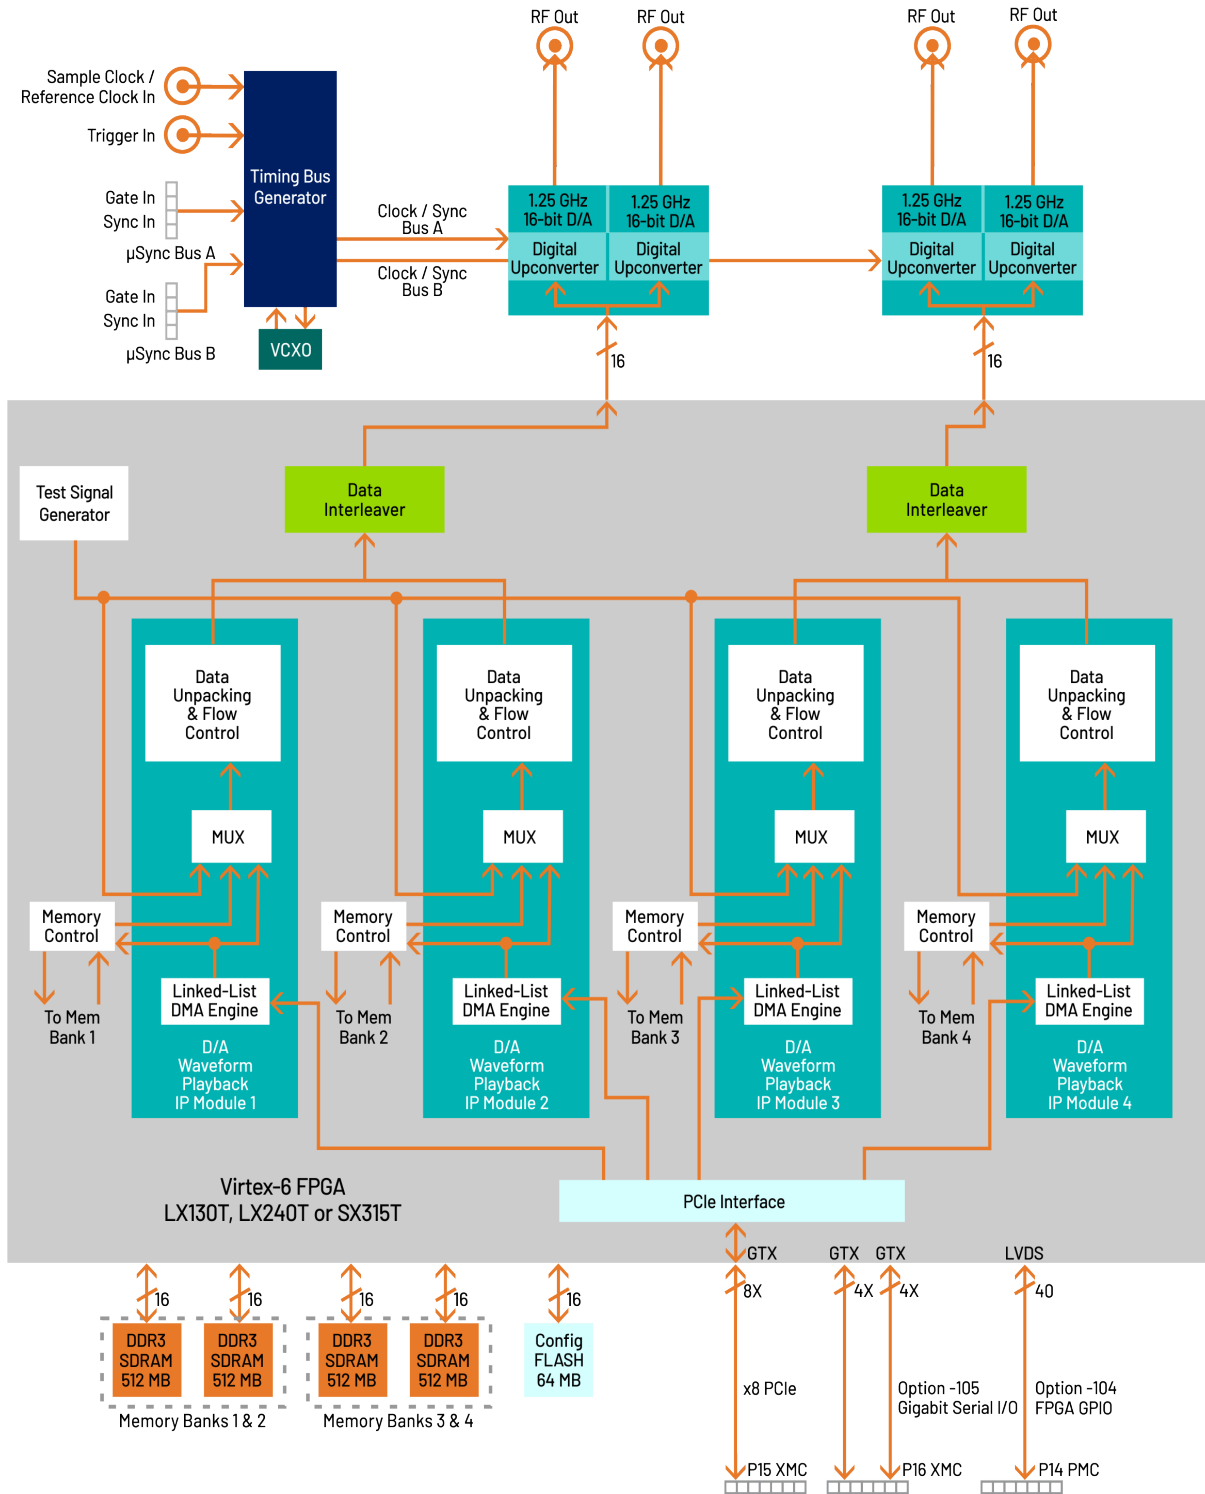 RF Out
RF Out
RF Out
RF Out
Sample Clock /
Reference Clock In
Trigger In
Gate In
Sync In
µSync Bus A
Gate In
Sync In
µSync Bus B
Timing Bus
Generator
VCXO
Clock / Sync
Bus A
Clock / Sync
Bus B
1.25 GHz
16-bit D/A
1.25 GHz
16-bit D/A
Digital
Upconverter
Digital
Upconverter
1.25 GHz
16-bit D/A
1.25 GHz
16-bit D/A
Digital
Upconverter
Digital
Upconverter
16
16
Test Signal
Generator
Data
Interleaver
Data
Interleaver
Data
Unpacking
& Flow
Control
MUX
Memory
Control
To Mem
Bank 1
Linked-List
DMA Engine
D/A
Waveform
Playback
IP Module 1
Data
Unpacking
& Flow
Control
MUX
Memory
Control
To Mem
Bank 2
Linked-List
DMA Engine
D/A
Waveform
Playback
IP Module 2
Data
Unpacking
& Flow
Control
MUX
Memory
Control
To Mem
Bank 3
Linked-List
DMA Engine
D/A
Waveform
Playback
IP Module 3
Data
Unpacking
& Flow
Control
MUX
Memory
Control
To Mem
Bank 4
Linked-List
DMA Engine
D/A
Waveform
Playback
IP Module 4
Virtex-6 FPGA
LX130T, LX240T or SX315T
PCIe Interface
GTX
GTX
GTX
LVDS
16
16
16
16
16
8X
4X
4X
40
DDR3
SDRAM
512 MB
DDR3
SDRAM
512 MB
DDR3
SDRAM
512 MB
DDR3
SDRAM
512 MB
Config
FLASH
64 MB
Memory Banks 1 & 2
Memory Banks 3 & 4
x8 PCIe
Option -105
Gigabit Serial I/O
Option -104
FPGA GPIO
P15 XMC
P16 XMC
P14 PMC